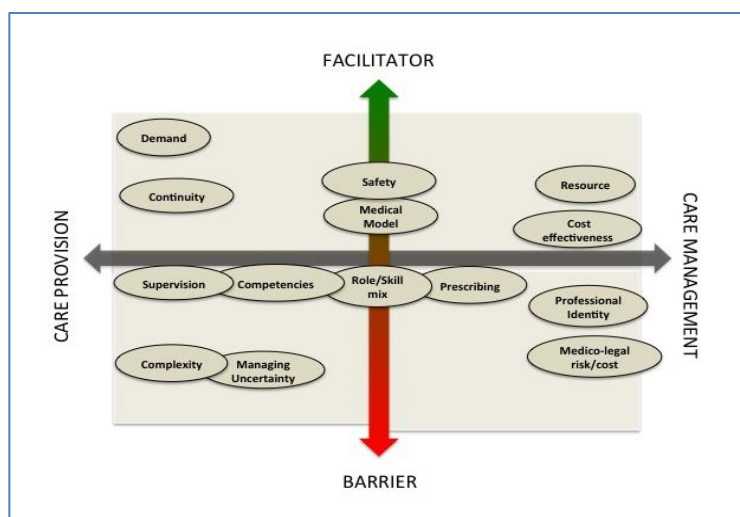 FACILITATOR
Demand
Safety
Resource
Continuity
Medical
Model
Cost
effectiveness
CARE PROVISION
CARE MANAGEMENT
Supervision
Competencies
Role/Skill
mix
Prescribing
Professional
Identity
Complexity
Managing
Uncertainty
Medico-legal
risk/cost
BARRIER